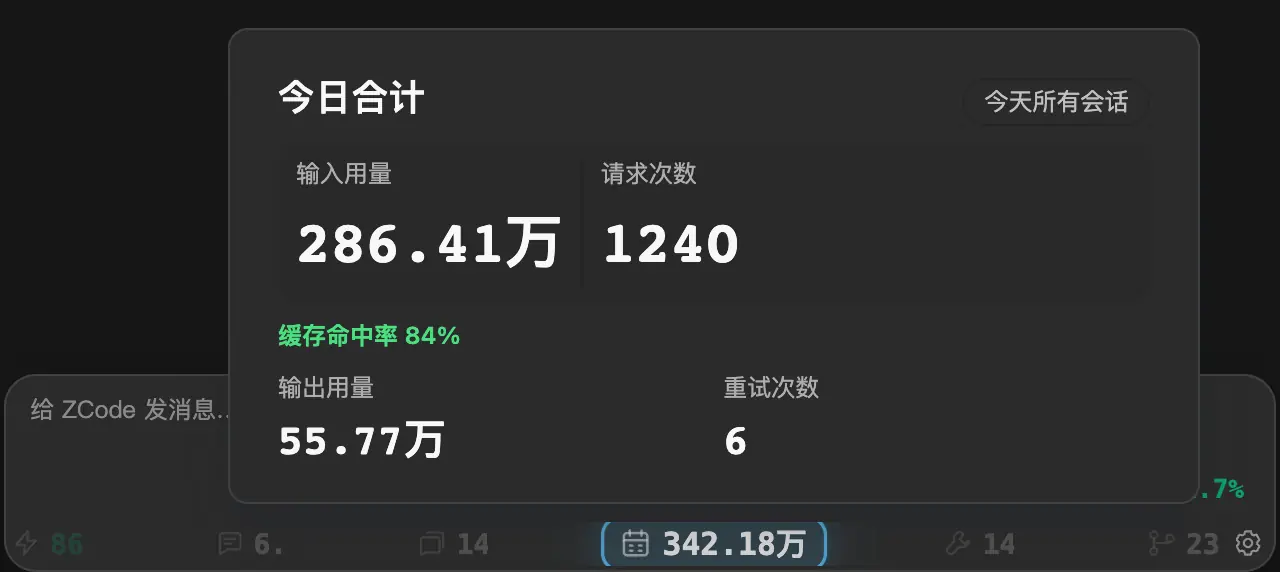 今日合计
今天所有会话
输入用量
请求次数
286.41万
1240
缓存命中率 84%
输出用量
重试次数
55.77万
6
给 ZCode 发消息..
.7%
86
6.
14
342.18万
14
23